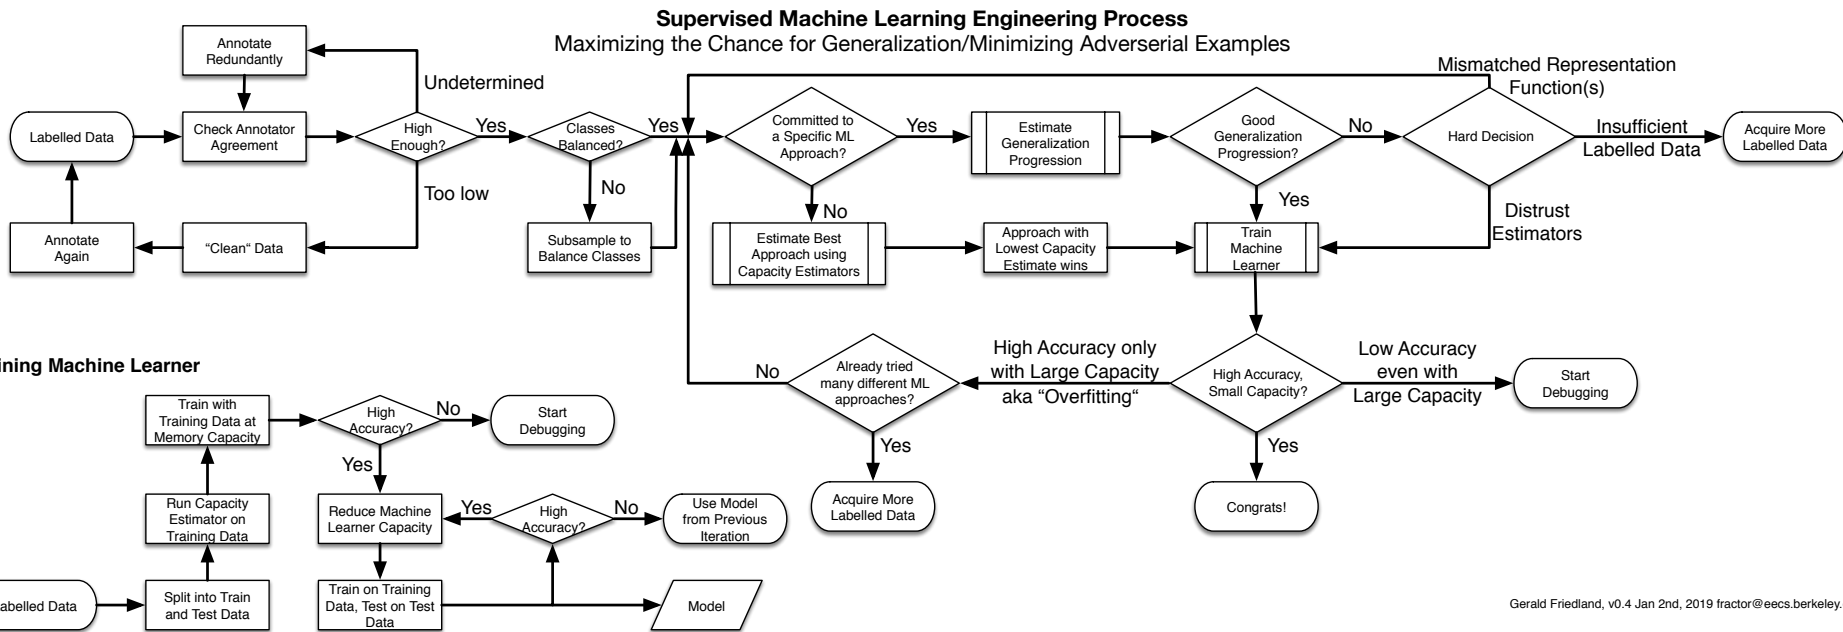 Supervised Machine Learning Engineering Process
Maximizing the Chance for Generalization/Minimizing Adverserial Examples
Annotate
Redundantly
Undetermined
Labelled Data
Check Annotator
Agreement
High
Enough?
Yes
Classes
Balanced?
Yes
Too low
No
Annotate
Again
“Clean“ Data
Subsample to
Balance Classes
Committed to
a Specific ML
Approach?
Yes
Estimate
Generalization
Progression
Good
Generalization
Progression?
No
Hard Decision
Mismatched Representation
Function(s)
Insufficient
Labelled Data
Acquire More
Labelled Data
No
Yes
Distrust
Estimators
Estimate Best
Approach using
Capacity Estimators
Approach with
Lowest Capacity
Estimate wins
Train
Machine
Learner
No
Already tried
many different ML
approaches?
High Accuracy only
with Large Capacity
aka “Overfitting“
High Accuracy,
Small Capacity?
Low Accuracy
even with
Large Capacity
Start
Debugging
Yes
Yes
Acquire More
Labelled Data
Congrats!
ining Machine Learner
Train with
Training Data at
Memory Capacity
High
Accuracy?
No
Start
Debugging
Yes
Run Capacity
Estimator on
Training Data
Reduce Machine
Learner Capacity
Yes
High
Accuracy?
No
Use Model
from Previous
Iteration
abelled Data
Split into Train
and Test Data
Train on Training
Data, Test on Test
Data
Model
Gerald Friedland, v0.4 Jan 2nd, 2019 fractor@eecs.berkeley.